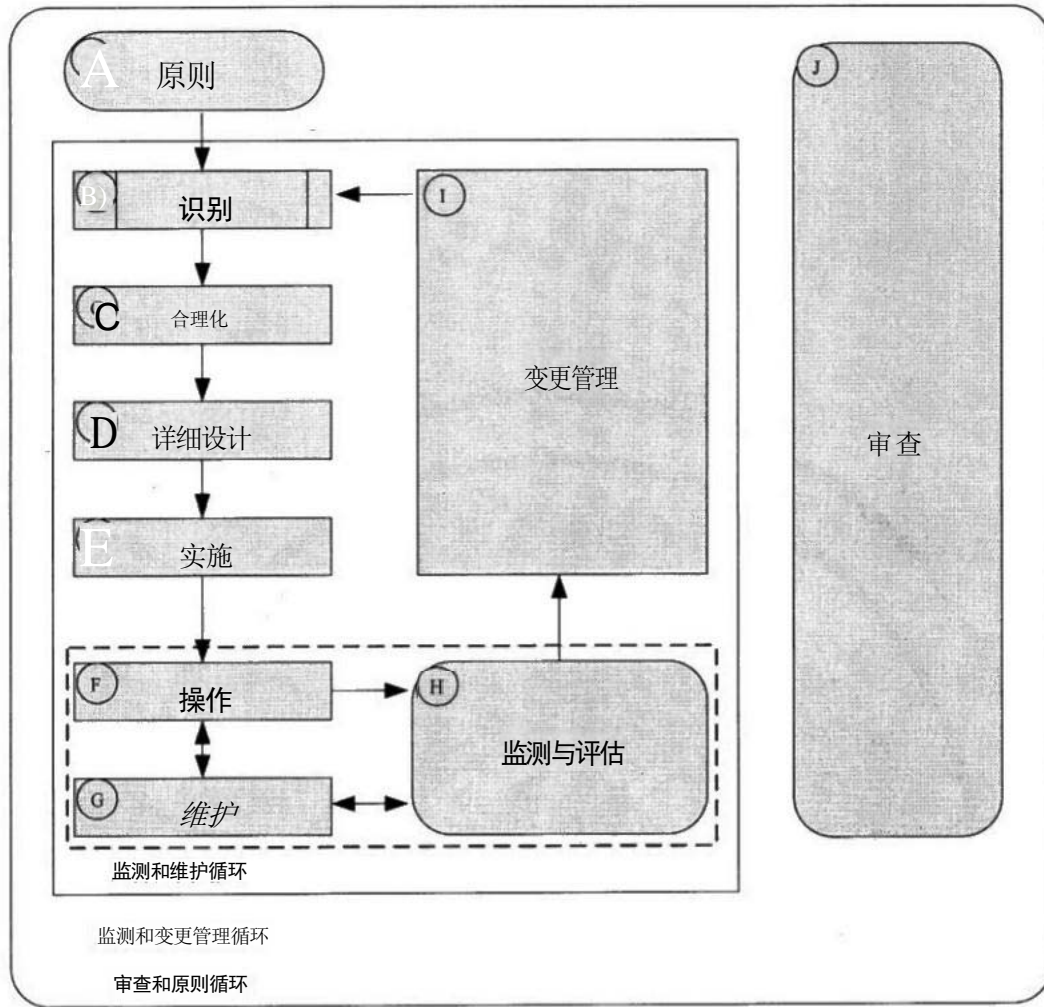 A 原则
J
B) 识别
I
C 合理化
变更管理
D 详细设计
审查
E 实施
F 操作
H
监测与评估
G 维护
监测和维护循环
监测和变更管理循环
审查和原则循环